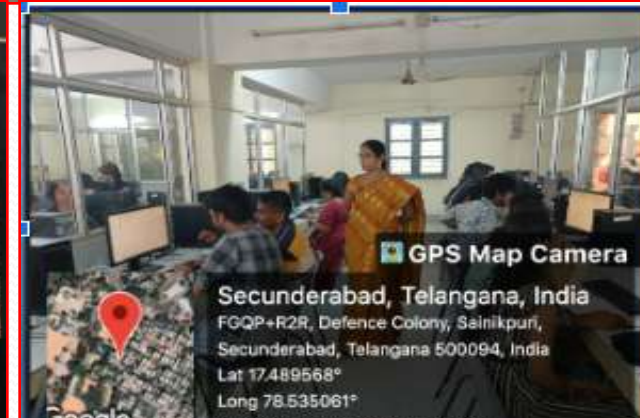 GPS Map Camera
Secunderabad, Telangana, India
FGQP+R2R, Defence Colony, Sainikpuri,
Secunderabad, Telangana 500094, India
Lat 17.489568°
Long 78.535061°
Google